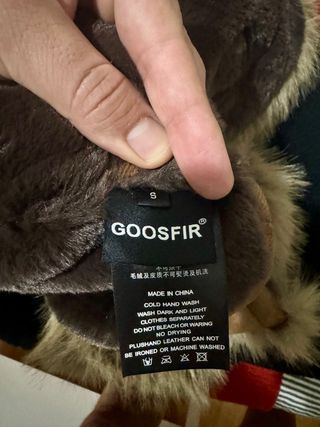 S
GOOSFIR®
毛绒及皮质不可熨烫及机洗
MADE IN CHINA
COLD HAND WASH
WASH DARK AND LIGHT
CLOTHES SEPARATELY
DO NOT BLEACH OR WARING
NO DRYING
PLUSHAND LEATHER CAN NOT
BE IRONED OR MACHINE WASHED